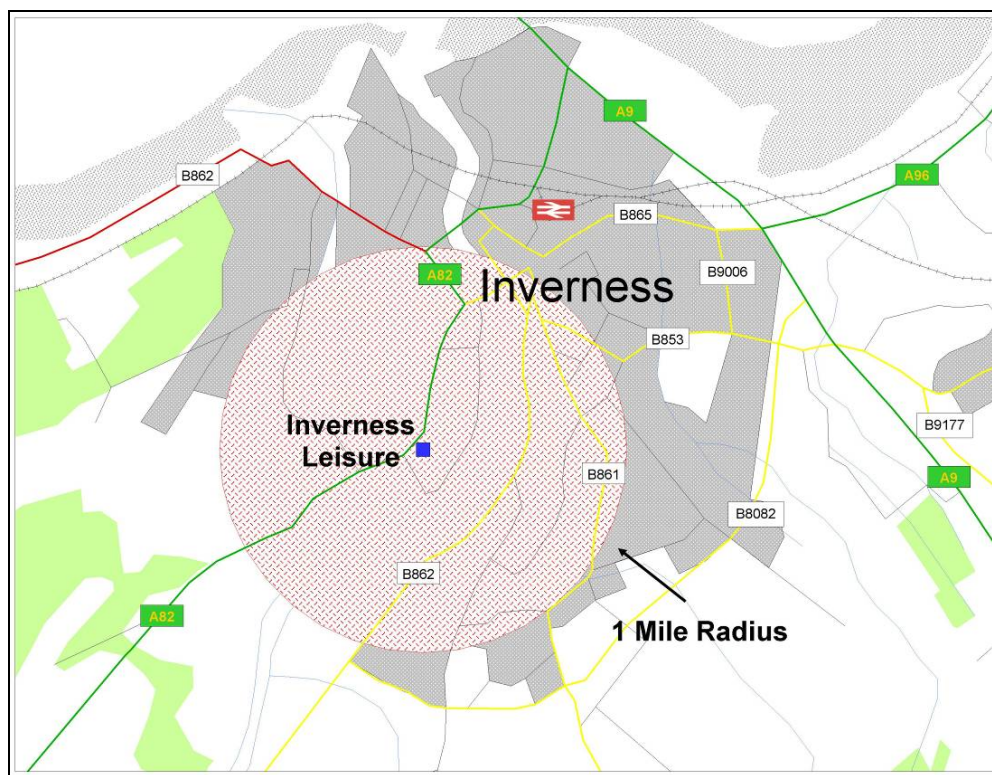 A9
B862
A96
B865
A82
B9006
Inverness
B853
Inverness
Leisure
B9177
B861
A9
B8082
B862
A82
1 Mile Radius